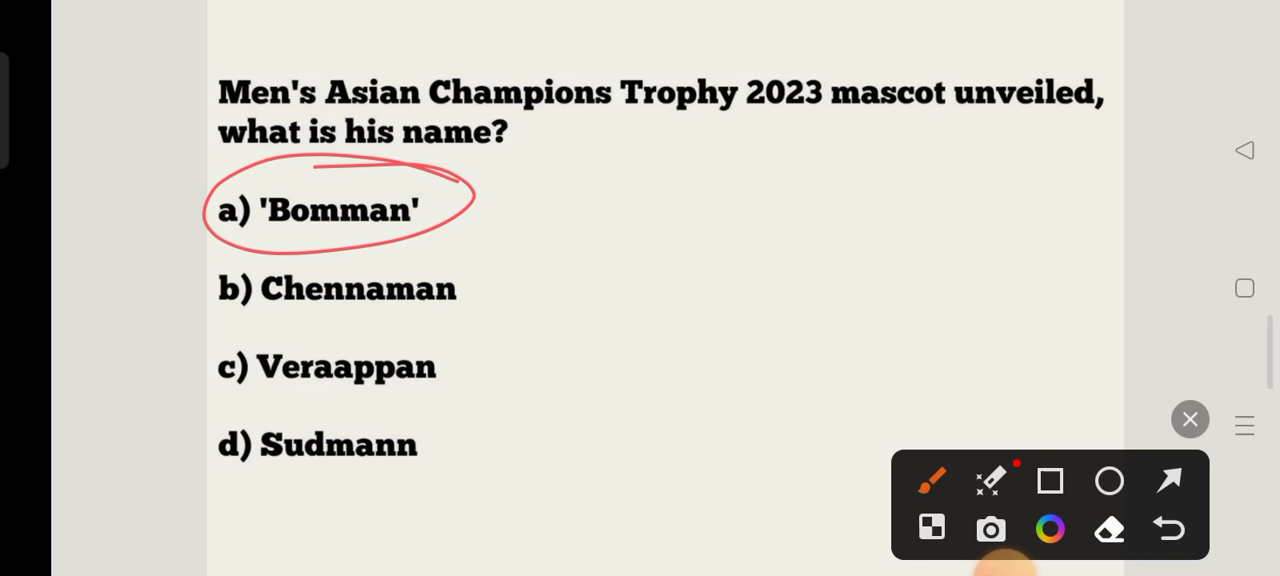 Men's Asian Champions Trophy 2023 mascot unveiled,
what is his name?
a) 'Bomman'
b) Chennaman
c) Veraappan
d) Sudmann